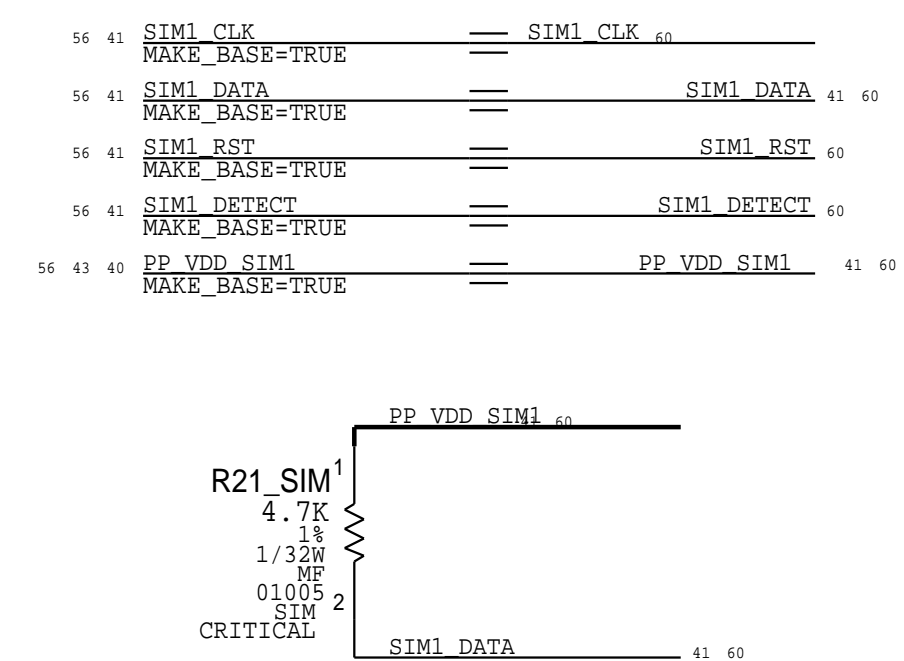 56 41 SIM1_CLK SIM1_CLK 60
MAKE_BASE=TRUE
56 41 SIM1_DATA SIM1_DATA 41 60
MAKE_BASE=TRUE
56 41 SIM1_RST SIM1_RST 60
MAKE_BASE=TRUE
56 41 SIM1_DETECT SIM1_DETECT 60
MAKE_BASE=TRUE
56 43 40 PP_VDD_SIM1 PP_VDD_SIM1 41 60
MAKE_BASE=TRUE
PP_VDD_SIM1 41 60
R21_SIM 1
4.7K
1%
1/32W
MF
01005 2
SIM
CRITICAL
SIM1_DATA 41 60